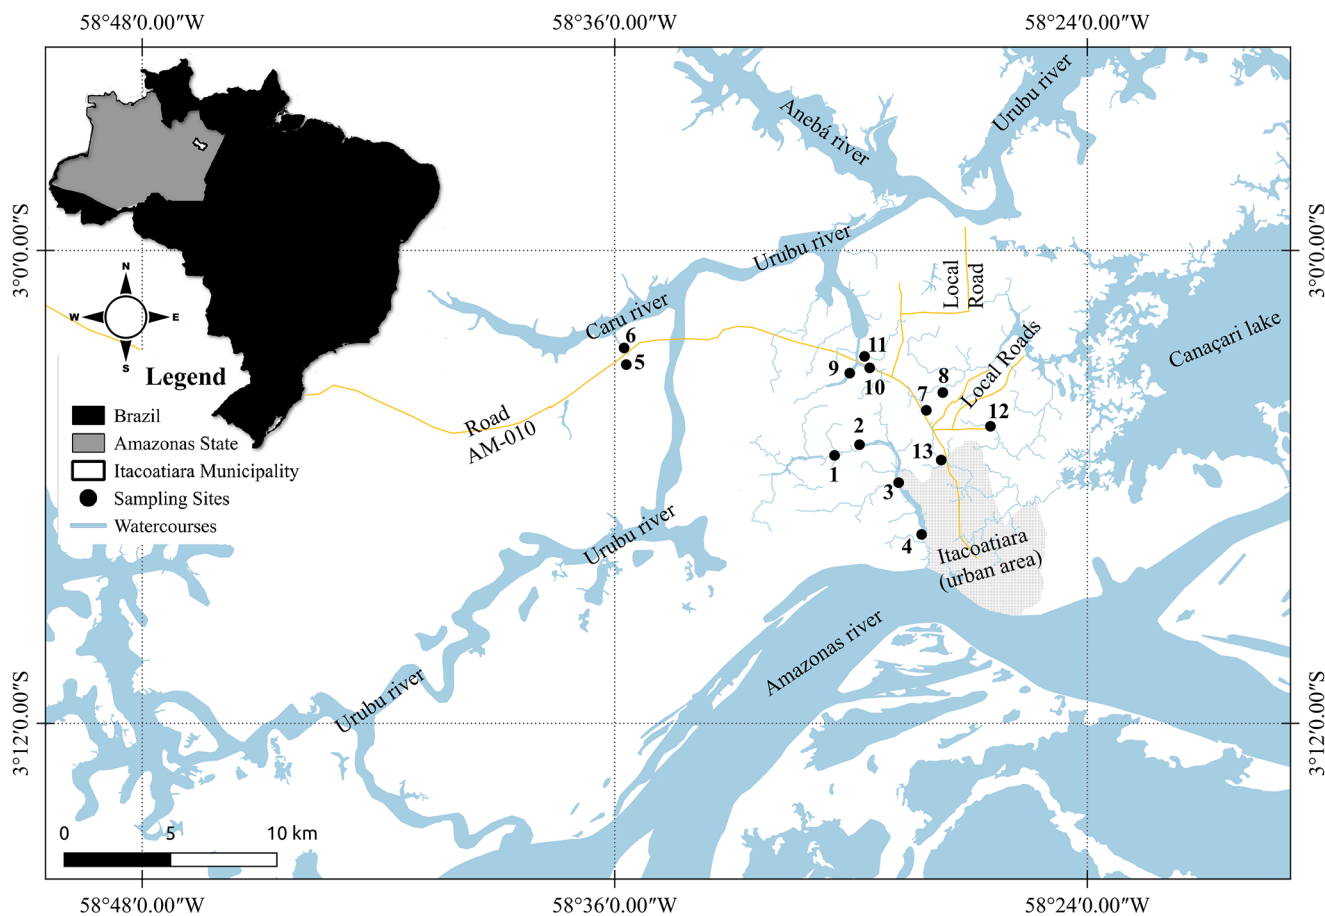 58°48′0.00″W
58°36′0.00″W
58°24′0.00″W
Anebá river
Urubu river
3°0′0.00″S
3°0′0.00″S
Urubu river
Local
Road
N
W
E
S
Caru river
6
5
11
9
10
Canaçari lake
Local Roads
7
8
12
Legend
Brazil
Amazonas State
Itacoatiara Municipality
Sampling Sites
Watercourses
Road
AM-010
2
1
13
3
4
Urubu river
Itacoatiara
(urban area)
Amazonas river
Urubu river
3°12′0.00″S
3°12′0.00″S
0
5
10 km
58°48′0.00″W
58°36′0.00″W
58°24′0.00″W